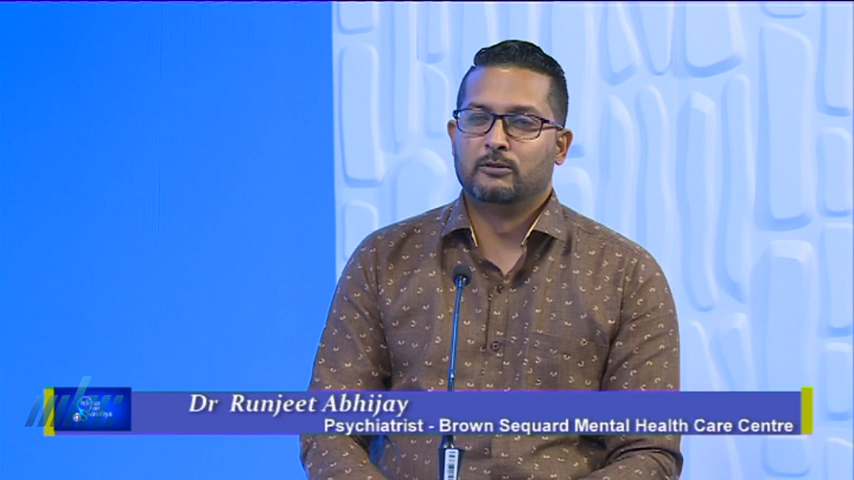 Dr Runjeet Abhijay
Psychiatrist - Brown Sequard Mental Health Care Centre